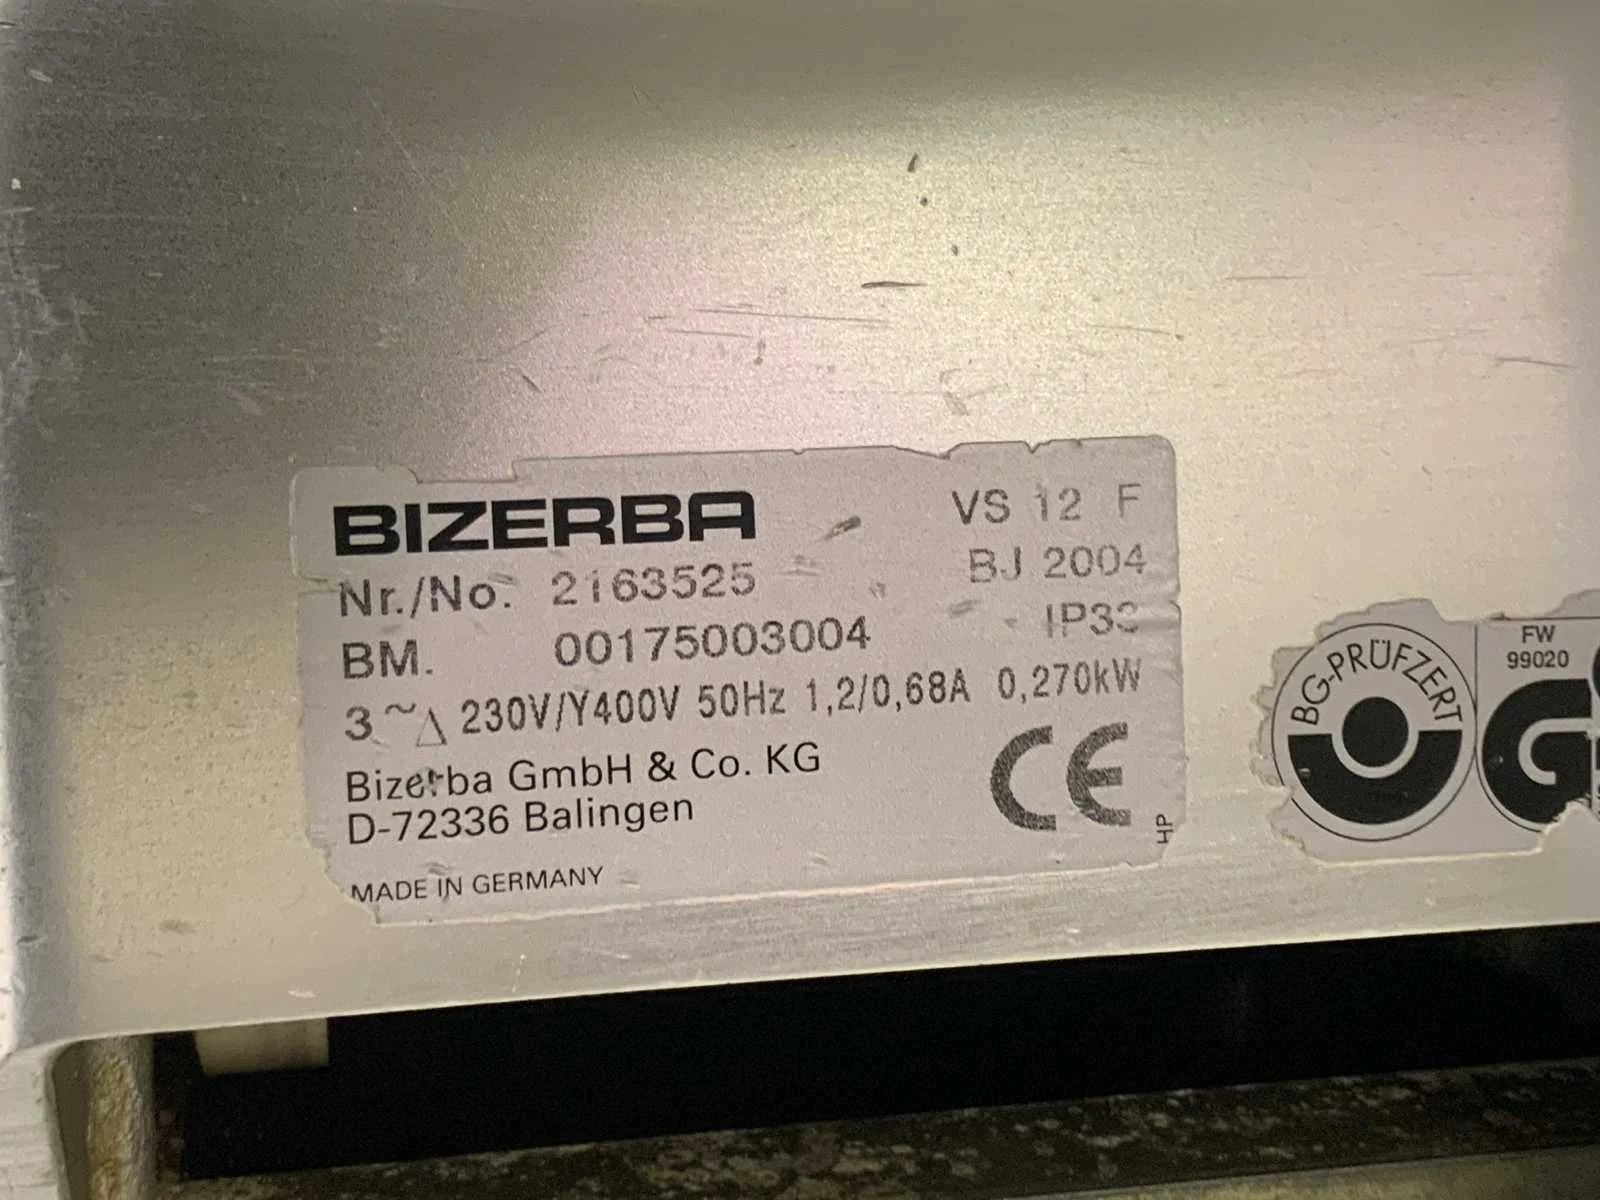 BIZERBA
VS 12 F
Nr./No. 2163525
BJ 2004
BM. 00175003004
IP33
3 ~ △ 230V/Y400V 50Hz 1,2/0,68A 0,270kW
Bizerba GmbH & Co. KG
D-72336 Balingen
CE
HP
MADE IN GERMANY
BG-PRÜFZERT
FW
99020
G